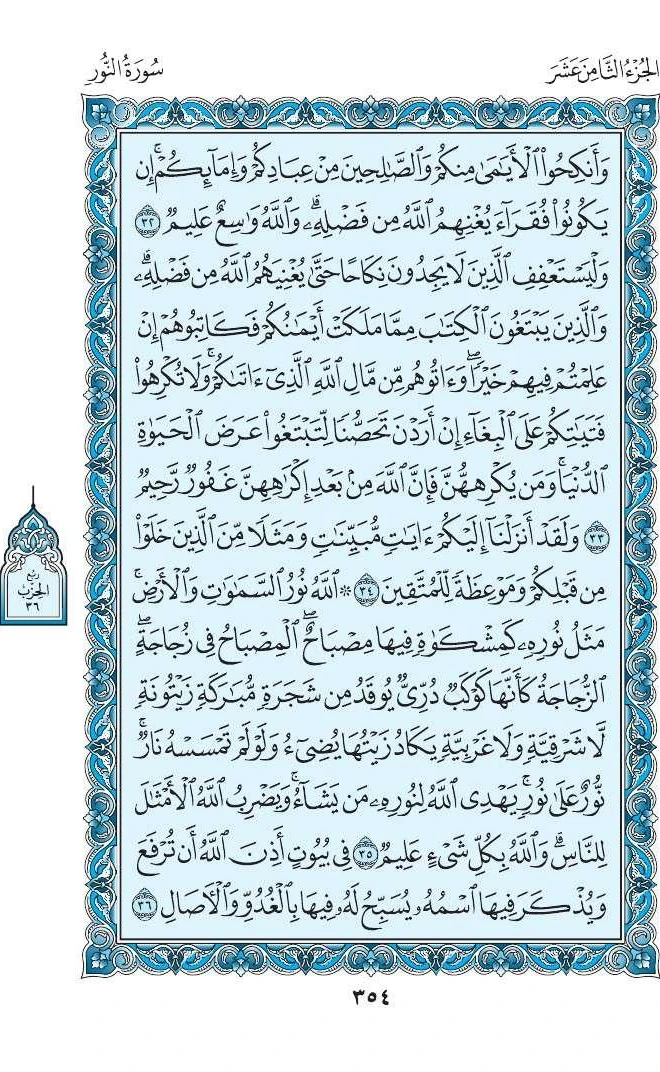 الجُزْءُ الثَّامِنَ عَشَرَ
سُورَةُ النُّورِ
وَأَنكِحُوا۟ ٱلْأَيَـٰمَىٰ مِنكُمْ وَٱلصَّـٰلِحِينَ مِنْ عِبَادِكُمْ وَإِمَآئِكُمْ ۚ إِن
يَكُونُوا۟ فُقَرَآءَ يُغْنِهِمُ ٱللَّهُ مِن فَضْلِهِۦ ۗ وَٱللَّهُ وَٰسِعٌ عَلِيمٌ ٣٢
وَلْيَسْتَعْفِفِ ٱلَّذِينَ لَا يَجِدُونَ نِكَاحًا حَتَّىٰ يُغْنِيَهُمُ ٱللَّهُ مِن فَضْلِهِۦ ۗ
وَٱلَّذِينَ يَبْتَغُونَ ٱلْكِتَـٰبَ مِمَّا مَلَكَتْ أَيْمَـٰنُكُمْ فَكَاتِبُوهُمْ إِنْ
عَلِمْتُمْ فِيهِمْ خَيْرًا ۖ وَءَاتُوهُم مِّن مَّالِ ٱللَّهِ ٱلَّذِىٓ ءَاتَىٰكُمْ ۚ وَلَا تُكْرِهُوا۟
فَتَيَـٰتِكُمْ عَلَى ٱلْبِغَآءِ إِنْ أَرَدْنَ تَحَصُّنًا لِّتَبْتَغُوا۟ عَرَضَ ٱلْحَيَوٰةِ
ٱلدُّنْيَا ۚ وَمَن يُكْرِههُّنَّ فَإِنَّ ٱللَّهَ مِنۢ بَعْدِ إِكْرَٰهِهِنَّ غَفُورٌ رَّحِيمٌ
٣٣ وَلَقَدْ أَنزَلْنَآ إِلَيْكُمْ ءَايَـٰتٍ مُّبَيِّنَـٰتٍ وَمَثَلًا مِّنَ ٱلَّذِينَ خَلَوْا۟
مِن قَبْلِكُمْ وَمَوْعِظَةً لِّلْمُتَّقِينَ ٣٤ ۞ ٱللَّهُ نُورُ ٱلسَّمَـٰوَٰتِ وَٱلْأَرْضِ ۚ
مَثَلُ نُورِهِۦ كَمِشْكَوٰةٍ فِيهَا مِصْبَاحٌ ۖ ٱلْمِصْبَاحُ فِى زُجَاجَةٍ ۖ
ٱلزُّجَاجَةُ كَأَنَّهَا كَوْكَبٌ دُرِّىٌّ يُوقَدُ مِن شَجَرَةٍ مُّبَـٰرَكَةٍ زَيْتُونَةٍ
لَّا شَرْقِيَّةٍ وَلَا غَرْبِيَّةٍ يَكَادُ زَيْتُهَا يُضِىٓءُ وَلَوْ لَمْ تَمْسَسْهُ نَارٌ ۚ
نُّورٌ عَلَىٰ نُورٍ ۗ يَهْدِى ٱللَّهُ لِنُورِهِۦ مَن يَشَآءُ ۚ وَيَضْرِبُ ٱللَّهُ ٱلْأَمْثَـٰلَ
لِلنَّاسِ ۗ وَٱللَّهُ بِكُلِّ شَىْءٍ عَلِيمٌ ٣٥ فِى بُيُوتٍ أَذِنَ ٱللَّهُ أَن تُرْفَعَ
وَيُذْكَرَ فِيهَا ٱسْمُهُۥ يُسَبِّحُ لَهُۥ فِيهَا بِٱلْغُدُوِّ وَٱلْـَٔاصَالِ ٣٦
ربع
الحزب
٣٦
٣٥٤